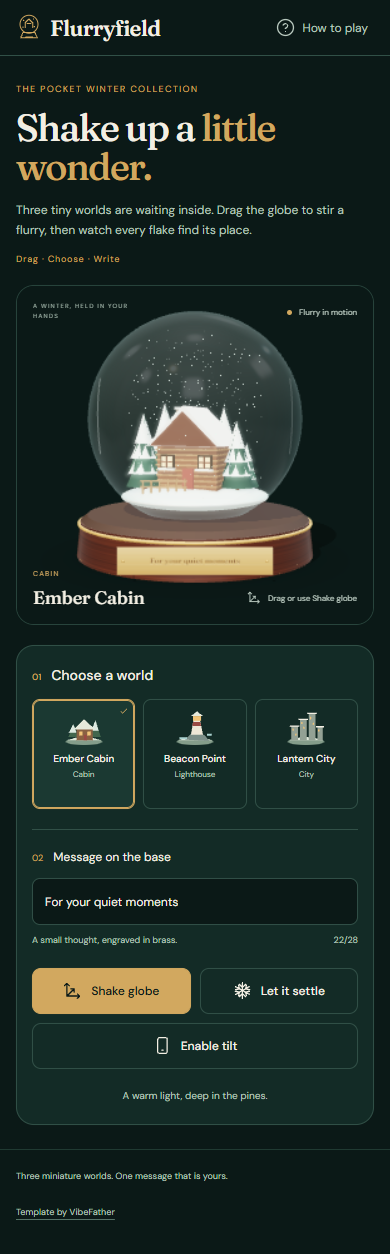 Flurryfield
How to play
THE POCKET WINTER COLLECTION
Shake up a little
wonder.
Three tiny worlds are waiting inside. Drag the globe to stir a
flurry, then watch every flake find its place.
Drag · Choose · Write
A WINTER, HELD IN YOUR
HANDS
Flurry in motion
For your quiet moments
CABIN
Ember Cabin
Drag or use Shake globe
01 Choose a world
Ember Cabin
Cabin
Beacon Point
Lighthouse
Lantern City
City
02 Message on the base
For your quiet moments
A small thought, engraved in brass.
22/28
Shake globe
Let it settle
Enable tilt
A warm light, deep in the pines.
Three miniature worlds. One message that is yours.
Template by VibeFather